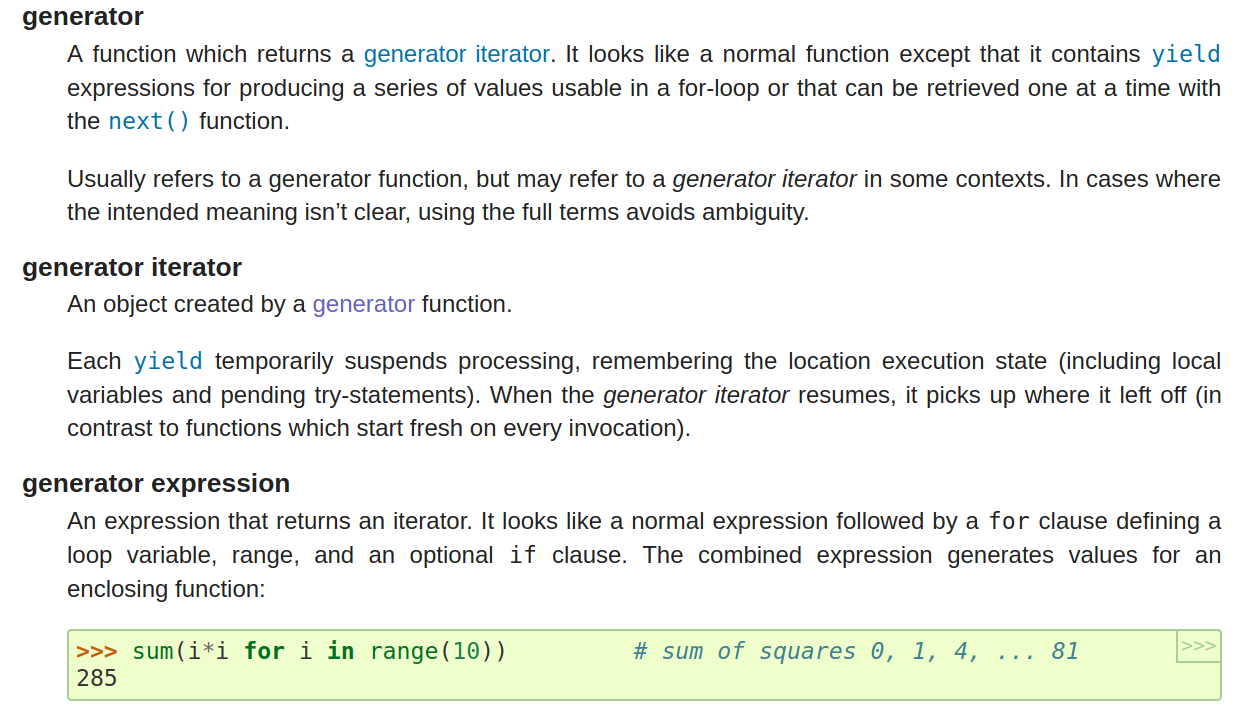 generator
A function which returns a generator iterator. It looks like a normal function except that it contains yield
expressions for producing a series of values usable in a for-loop or that can be retrieved one at a time with
the next() function.
Usually refers to a generator function, but may refer to a generator iterator in some contexts. In cases where
the intended meaning isn’t clear, using the full terms avoids ambiguity.
generator iterator
An object created by a generator function.
Each yield temporarily suspends processing, remembering the location execution state (including local
variables and pending try-statements). When the generator iterator resumes, it picks up where it left off (in
contrast to functions which start fresh on every invocation).
generator expression
An expression that returns an iterator. It looks like a normal expression followed by a for clause defining a
loop variable, range, and an optional if clause. The combined expression generates values for an
enclosing function:
>>> sum(i*i for i in range(10))         # sum of squares 0, 1, 4, ... 81 >>>
285